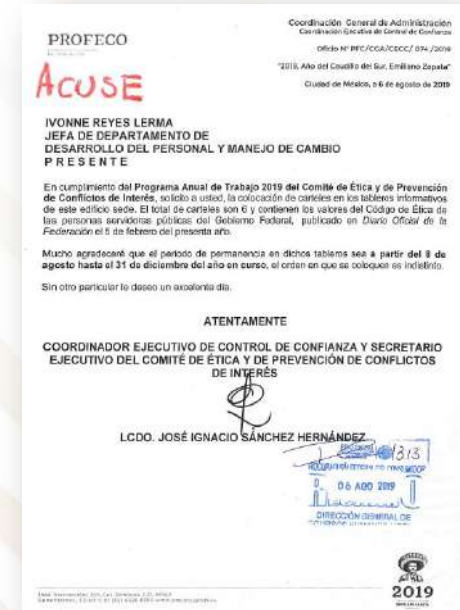 PROFECO
Coordinación General de Administración
Coordinación Ejecutiva de Control de Confianza
Oficio N° PFC/CGA/CECC/ 074 /2019
"2019, Año del Caudillo del Sur, Emiliano Zapata"
Ciudad de México, a 6 de agosto de 2019
ACUSE
IVONNE REYES LERMA
JEFA DE DEPARTAMENTO DE
DESARROLLO DEL PERSONAL Y MANEJO DE CAMBIO
P R E S E N T E
En cumplimiento del Programa Anual de Trabajo 2019 del Comité de Ética y de Prevención
de Conflictos de Interés, solicito a usted, la colocación de carteles en los tableros informativos
de este edificio sede. El total de carteles son 6 y contienen los valores del Código de Ética de
las personas servidoras públicas del Gobierno Federal, publicado en Diario Oficial de la
Federación el 5 de febrero del presente año.
Mucho agradeceré que el periodo de permanencia en dichos tableros sea a partir del 8 de
agosto hasta el 31 de diciembre del año en curso, el orden en que se coloquen es indistinto.
Sin otro particular le deseo un excelente día.
ATENTAMENTE
COORDINADOR EJECUTIVO DE CONTROL DE CONFIANZA Y SECRETARIO
EJECUTIVO DEL COMITÉ DE ÉTICA Y DE PREVENCIÓN DE CONFLICTOS
DE INTERÉS
LCDO. JOSÉ IGNACIO SÁNCHEZ HERNÁNDEZ
1313
06 AGO 2019
DIRECCIÓN GENERAL DE
2019